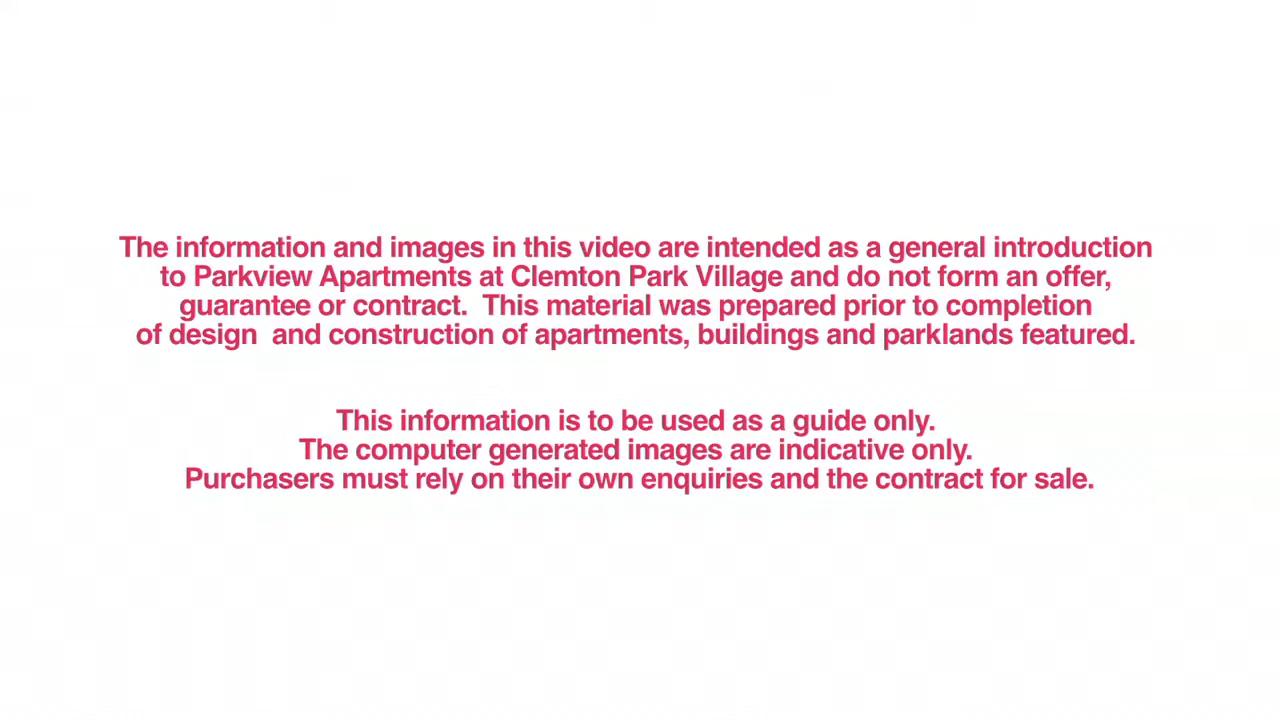 The information and images in this video are intended as a general introduction
to Parkview Apartments at Clemton Park Village and do not form an offer,
guarantee or contract.  This material was prepared prior to completion
of design  and construction of apartments, buildings and parklands featured.
This information is to be used as a guide only.
The computer generated images are indicative only.
Purchasers must rely on their own enquiries and the contract for sale.